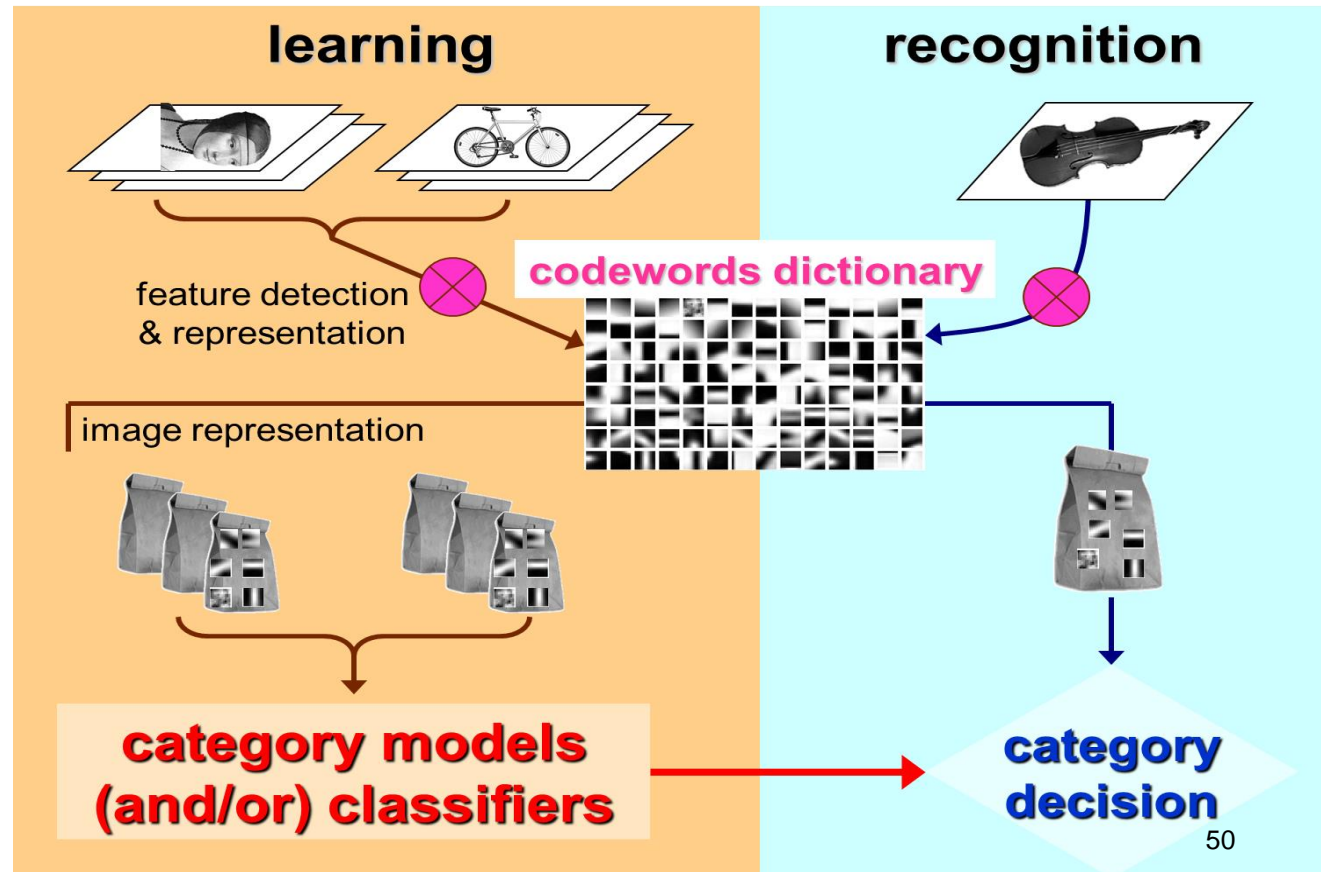 learning
recognition
codewords dictionary
feature detection
& representation
image representation
category models
(and/or) classifiers
category
decision
50